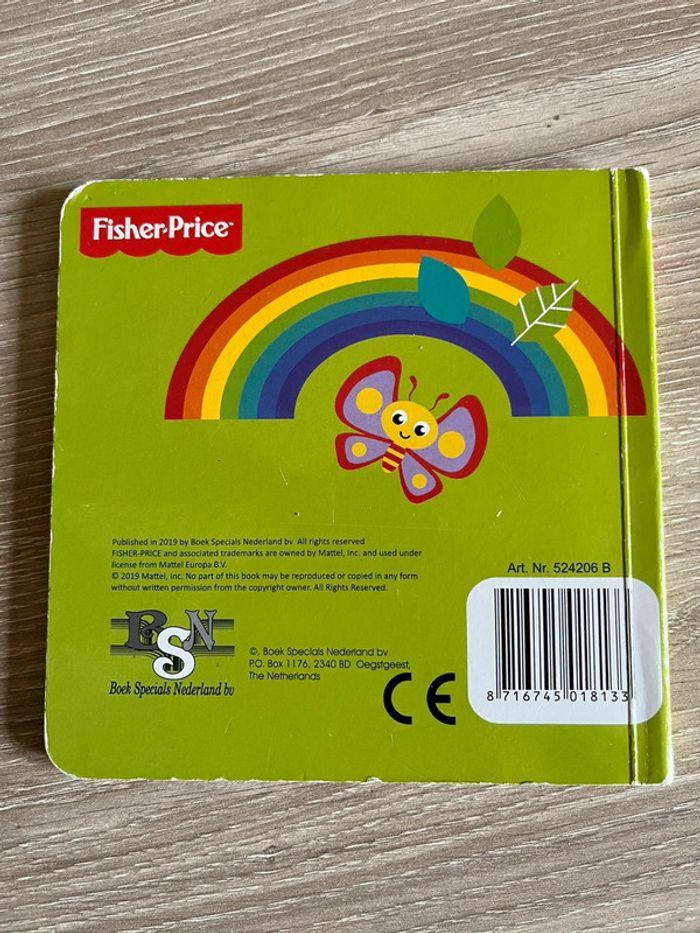 Fisher-Price
Published in 2019 by Boek Specials Nederland bv All rights reserved
FISHER-PRICE and associated trademarks are owned by Mattel, Inc. and used under
license from Mattel Europa B.V.
© 2019 Mattel, Inc. No part of this book may be reproduced or copied in any form
without written permission from the copyright owner. All Rights Reserved.
Art. Nr. 524206 B
BSN
Boek Specials Nederland bv
©, Boek Specials Nederland bv
P.O. Box 1176, 2340 BD Oegstgeest,
The Netherlands
CE
8 716745 018133